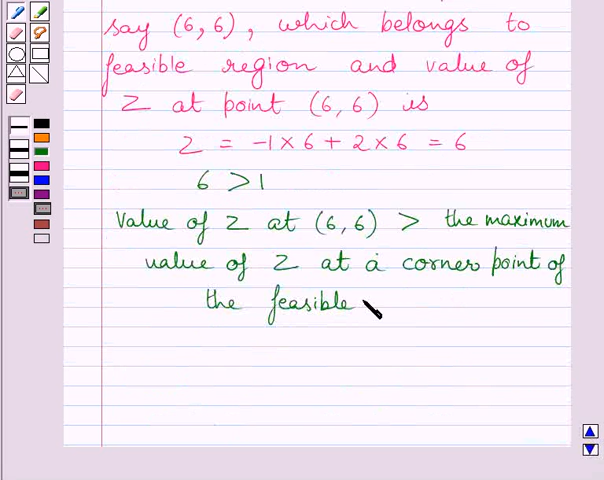 say (6,6), which belongs to
feasible region and value of
Z at point (6,6) is
Z = -1 × 6 + 2 × 6 = 6
6 > 1
Value of Z at (6,6) > the maximum
value of Z at a corner point of
the feasible